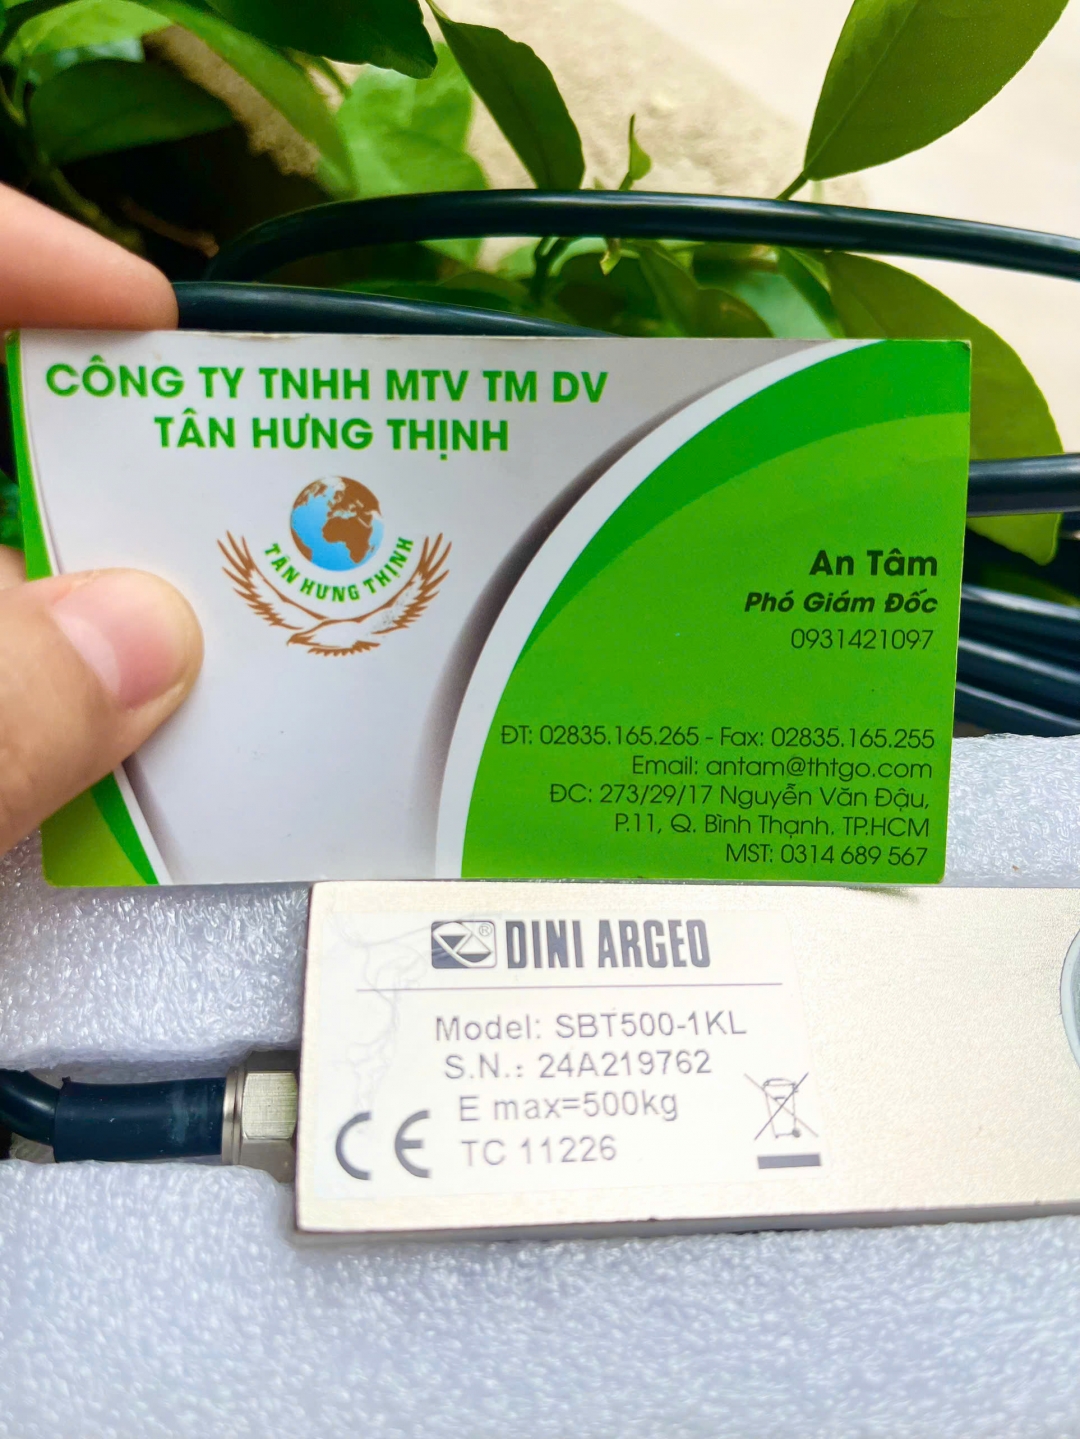 CÔNG TY TNHH MTV TM DV
TÂN HƯNG THỊNH
TÂN HƯNG THỊNH
An Tâm
Phó Giám Đốc
0931421097
ĐT: 02835.165.265 - Fax: 02835.165.255
Email: antam@thtgo.com
ĐC: 273/29/17 Nguyễn Văn Đậu,
P.11, Q. Bình Thạnh. TP.HCM
MST: 0314 689 567
® DINI ARGEO
Model: SBT500-1KL
S.N.: 24A219762
E max=500kg
CE TC 11226